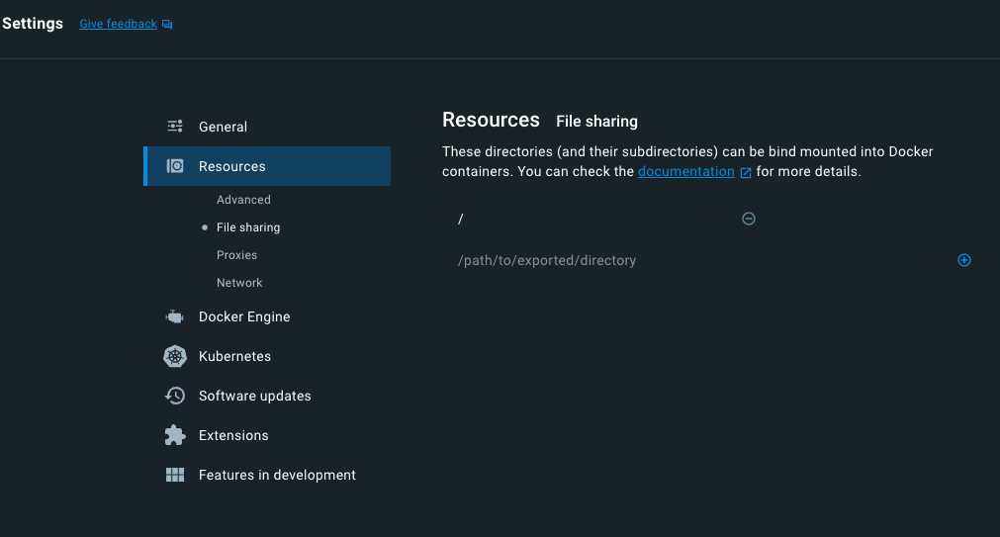 Settings Give feedback
General
Resources
Advanced
File sharing
Proxies
Network
Docker Engine
Kubernetes
Software updates
Extensions
Features in development
Resources File sharing
These directories (and their subdirectories) can be bind mounted into Docker
containers. You can check the documentation for more details.
/
/path/to/exported/directory